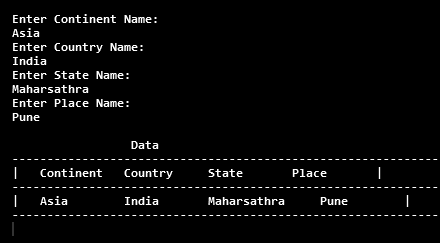 Enter Continent Name:
Asia
Enter Country Name:
India
Enter State Name:
Maharsathra
Enter Place Name:
Pune
Data
--------------------------------------------------------------
|   Continent   Country     State       Place       |
--------------------------------------------------------------
|   Asia        India       Maharsathra     Pune        |
--------------------------------------------------------------